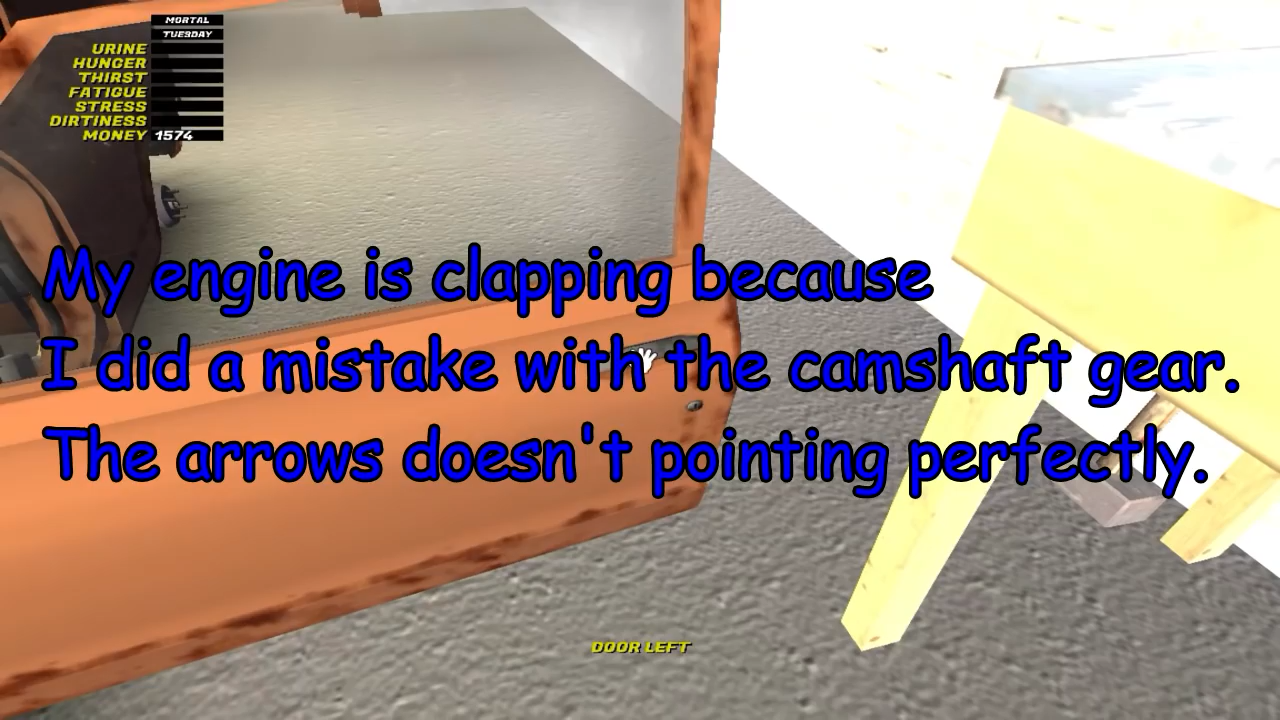 MORTAL
TUESDAY
URINE
HUNGER
THIRST
FATIGUE
STRESS
DIRTINESS
MONEY 1574
My engine is clapping because
I did a mistake with the camshaft gear.
The arrows doesn't pointing perfectly.
DOOR LEFT